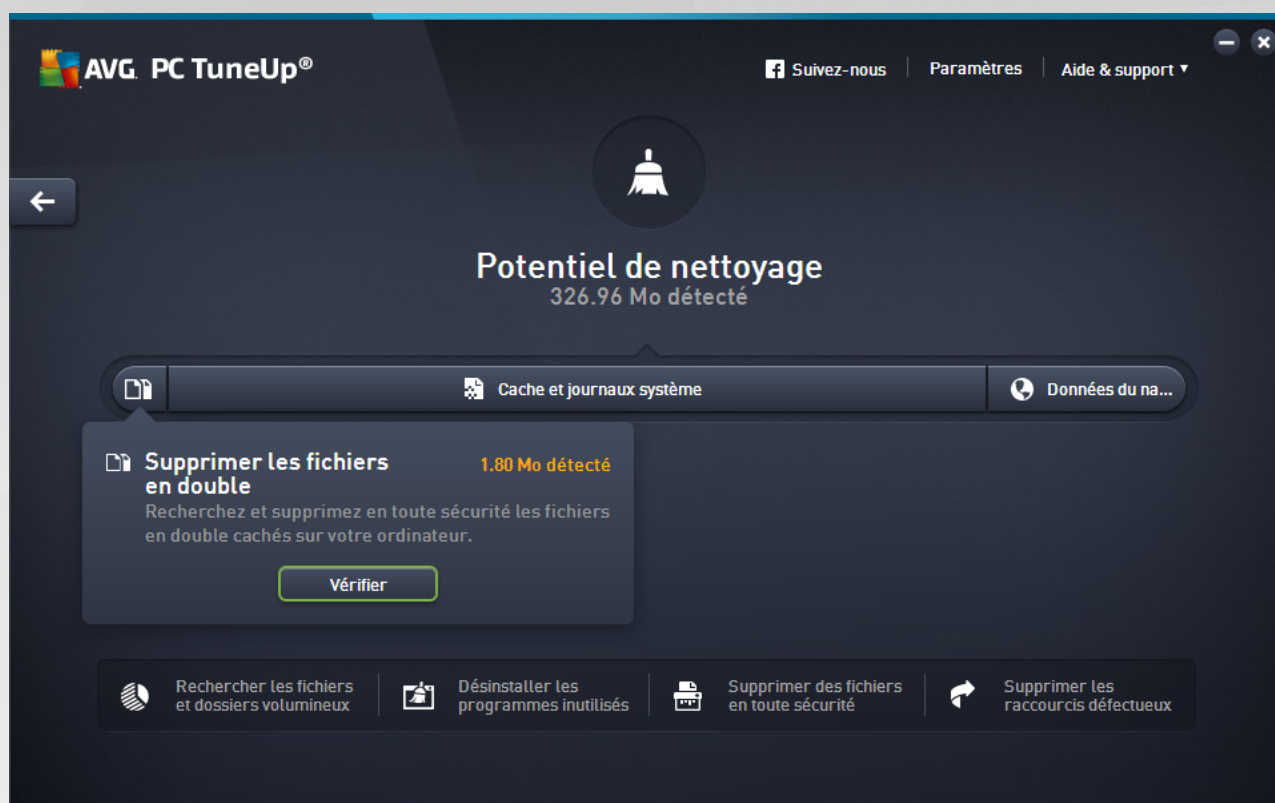 AVG. PC TuneUp®
Suivez-nous
Paramètres
Aide & support
Potentiel de nettoyage
326.96 Mo détecté
Cache et journaux système
Données du na...
Supprimer les fichiers
en double
1.80 Mo détecté
Recherchez et supprimez en toute sécurité les fichiers
en double cachés sur votre ordinateur.
Vérifier
Rechercher les fichiers
et dossiers volumineux
Désinstaller les
programmes inutilisés
Supprimer des fichiers
en toute sécurité
Supprimer les
raccourcis défectueux